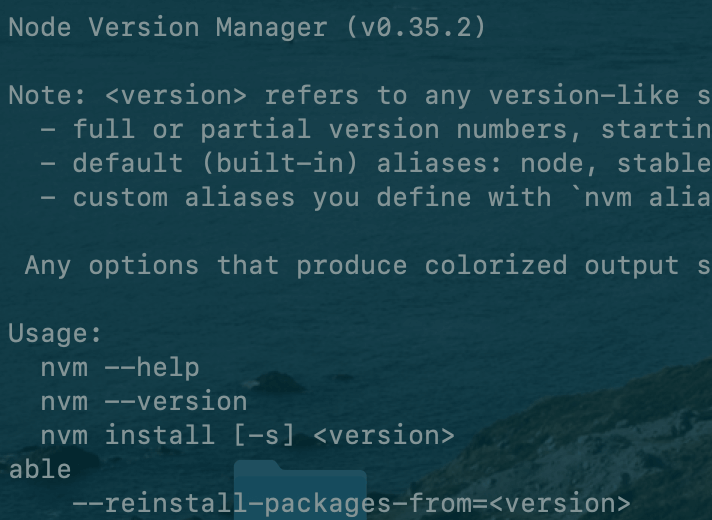 Node Version Manager (v0.35.2)
Note: <version> refers to any version-like s
- full or partial version numbers, startin
- default (built-in) aliases: node, stable
- custom aliases you define with `nvm alia
Any options that produce colorized output s
Usage:
nvm --help
nvm --version
nvm install [-s] <version>
able
--reinstall-packages-from=<version>